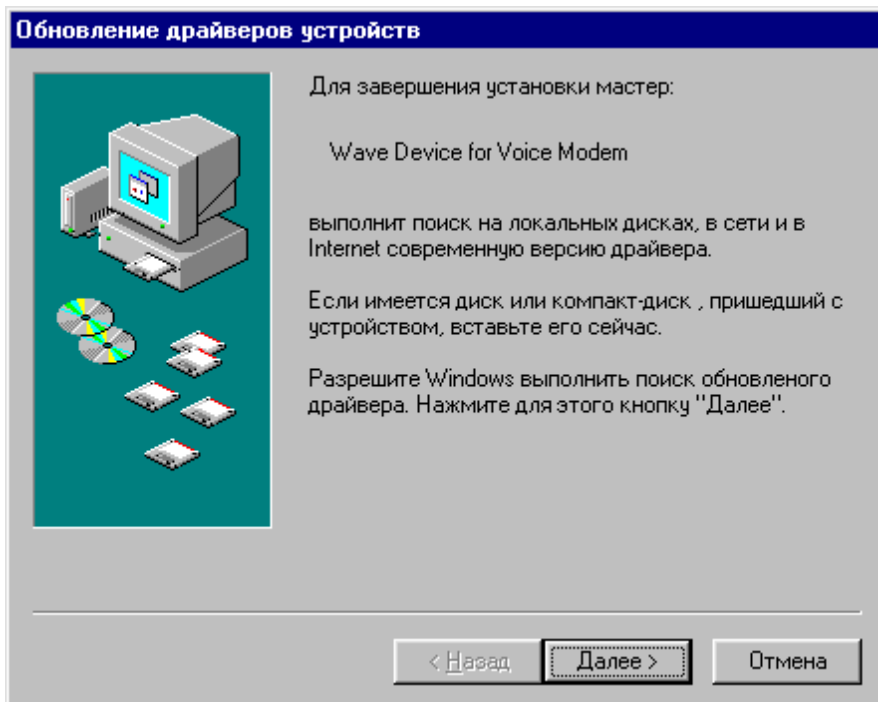 Обновление драйверов устройств
Для завершения установки мастер:
Wave Device for Voice Modem
выполнит поиск на локальных дисках, в сети и в
Internet современную версию драйвера.
Если имеется диск или компакт-диск , пришедший с
устройством, вставьте его сейчас.
Разрешите Windows выполнить поиск обновленого
драйвера. Нажмите для этого кнопку "Далее".
< Назад
Далее >
Отмена